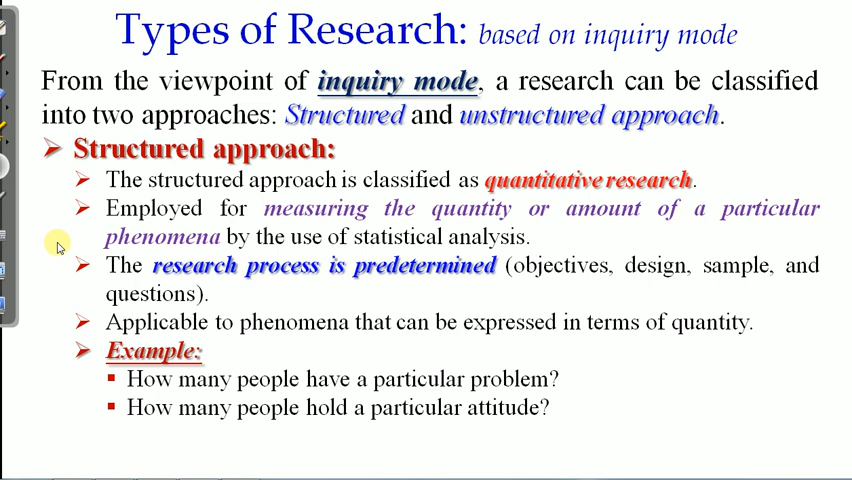 Types of Research: based on inquiry mode
From the viewpoint of inquiry mode, a research can be classified
into two approaches: Structured and unstructured approach.
➢ Structured approach:
➢ The structured approach is classified as quantitative research.
➢ Employed for measuring the quantity or amount of a particular
phenomena by the use of statistical analysis.
➢ The research process is predetermined (objectives, design, sample, and
questions).
➢ Applicable to phenomena that can be expressed in terms of quantity.
➢ Example:
▪ How many people have a particular problem?
▪ How many people hold a particular attitude?